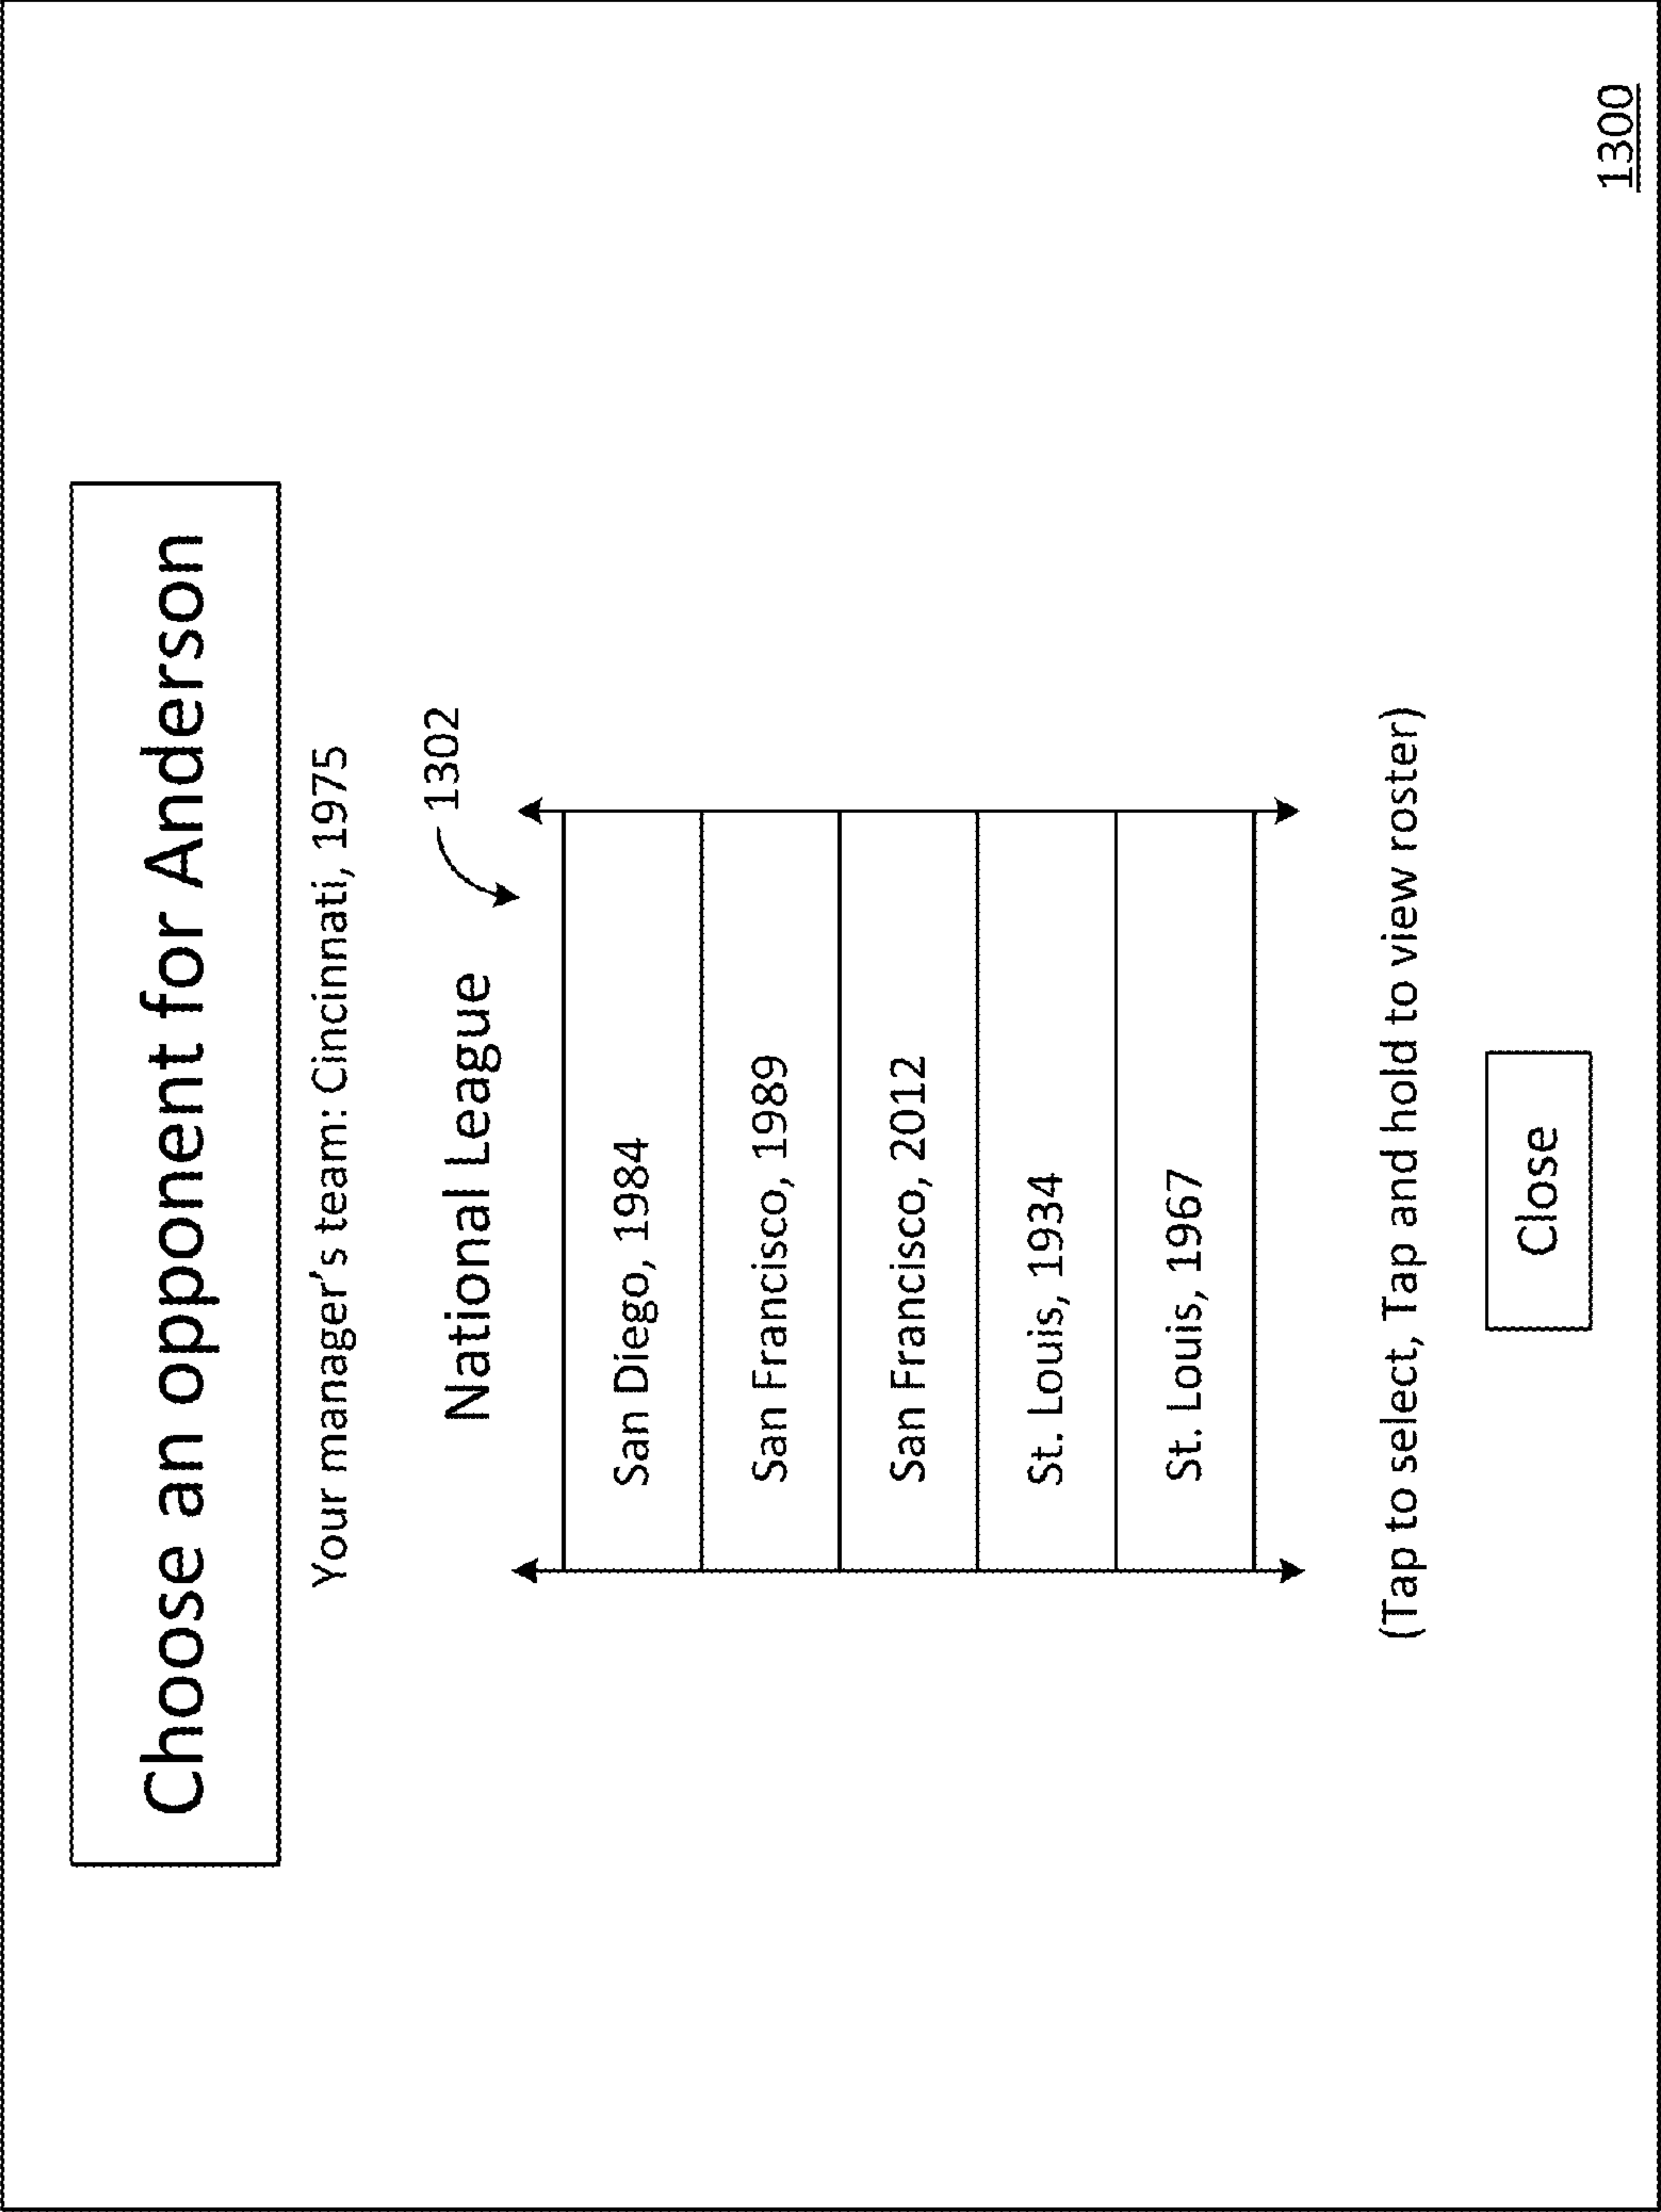 Choose an opponent for Anderson
Your manager's team: Cincinnati, 1975
National League
1302
San Diego, 1984
San Francisco, 1989
San Francisco, 2012
St. Louis, 1934
St. Louis, 1967
(Tap to select, Tap and hold to view roster)
Close
1300